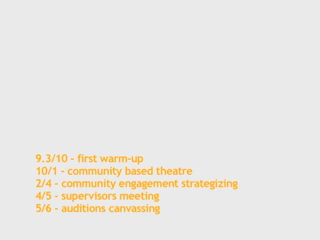 9.3/10 - first warm-up
10/1 - community based theatre
2/4 - community engagement strategizing
4/5 - supervisors meeting
5/6 - auditions canvassing